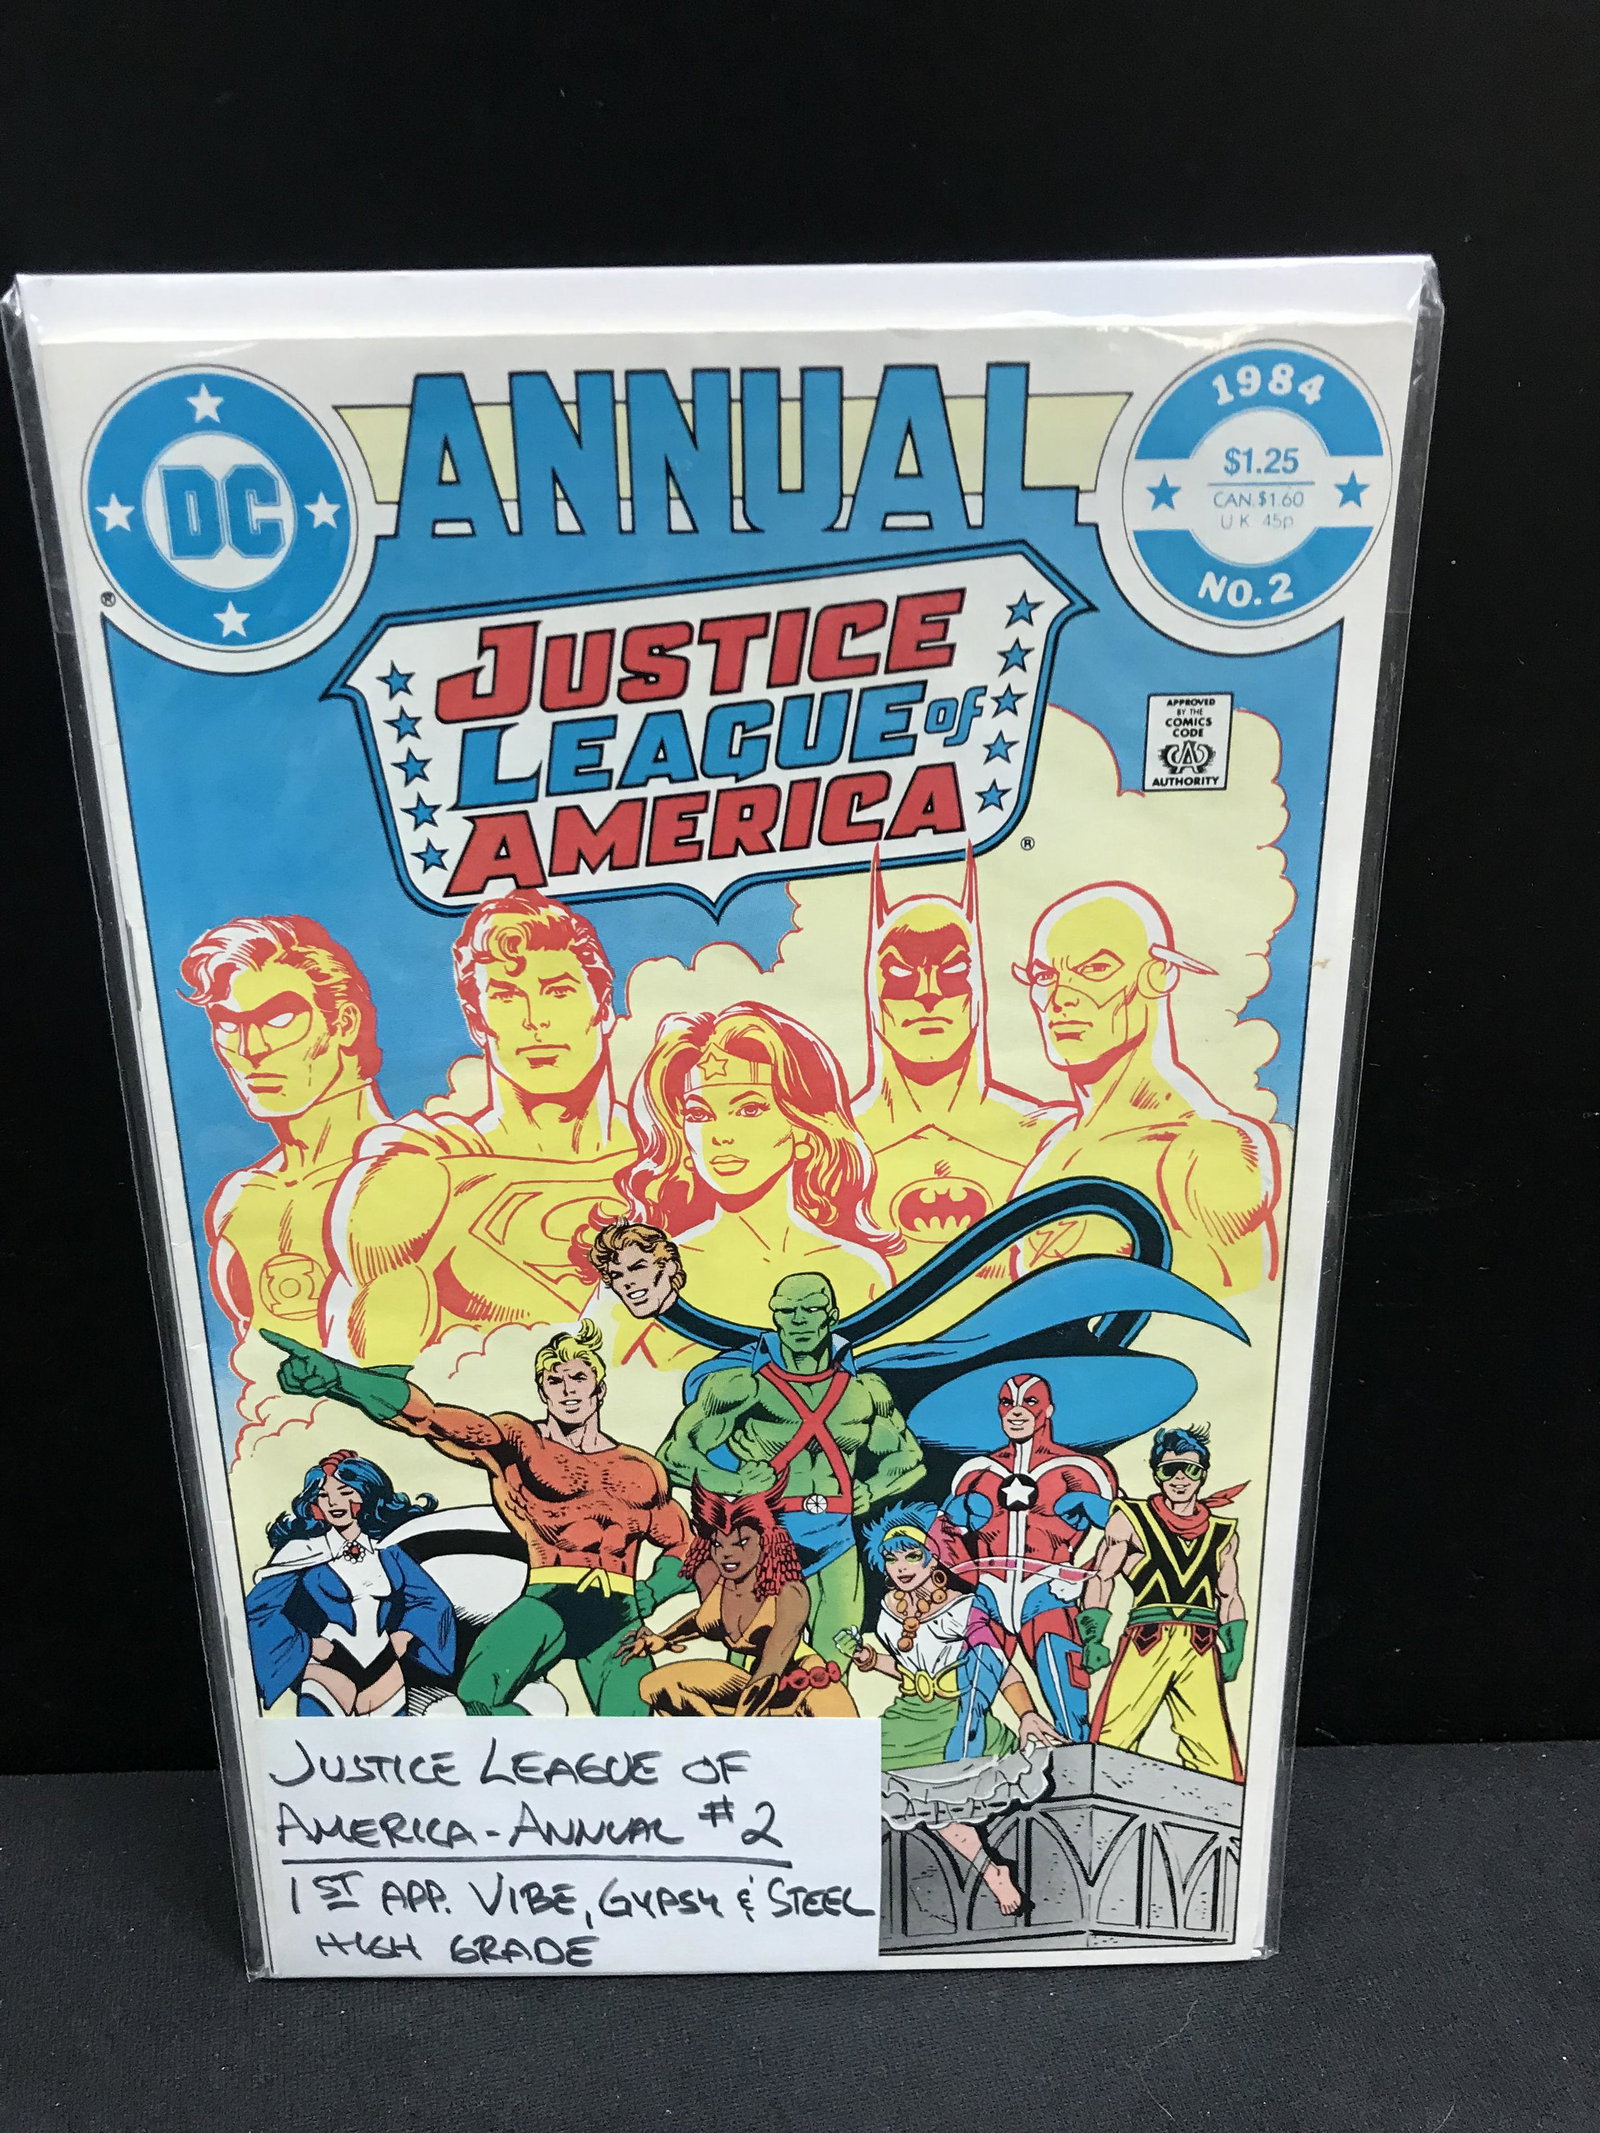 ANNUAL
DC
®
1984
$1.25
CAN.$1.60
U K 45p
NO. 2
JUSTICE
LEAGUE of
AMERICA
®
APPROVED
BY THE
COMICS
CODE
A
AUTHORITY
JUSTICE LEAGUE OF
AMERICA - ANNUAL #2
1ST APP. VIBE, GYPSY & STEEL
HIGH GRADE